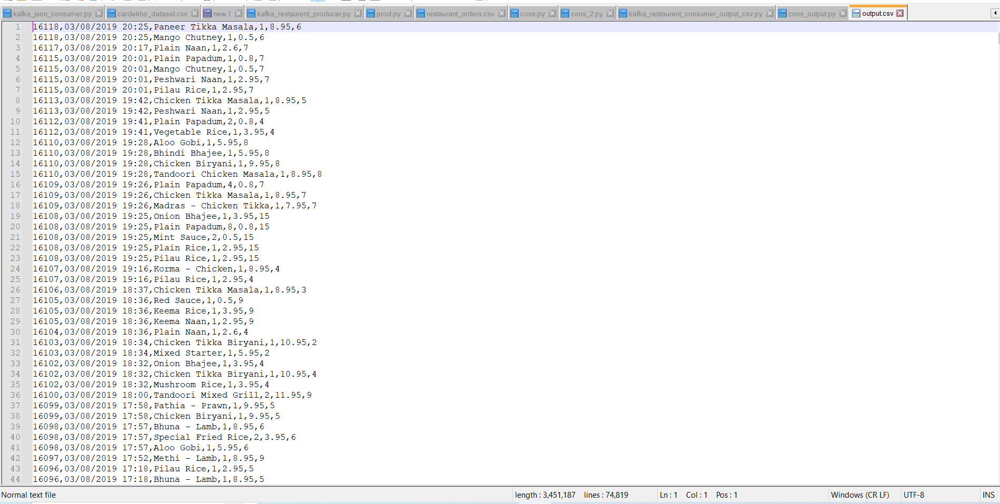 kafka_json_consumer.py cardekho_dataset.csv new 1 kafka_restaurent_producer.py prod.py restaurant_orders.csv cons.py cons_2.py kafka_restaurent_consumer_output_csv.py cons_output.py output.csv
1 16118,03/08/2019 20:25,Paneer Tikka Masala,1,8.95,6
2 16118,03/08/2019 20:25,Mango Chutney,1,0.5,6
3 16117,03/08/2019 20:17,Plain Naan,1,2.6,7
4 16115,03/08/2019 20:01,Plain Papadum,1,0.8,7
5 16115,03/08/2019 20:01,Mango Chutney,1,0.5,7
6 16115,03/08/2019 20:01,Peshwari Naan,1,2.95,7
7 16115,03/08/2019 20:01,Pilau Rice,1,2.95,7
8 16113,03/08/2019 19:42,Chicken Tikka Masala,1,8.95,5
9 16113,03/08/2019 19:42,Peshwari Naan,1,2.95,5
10 16112,03/08/2019 19:41,Plain Papadum,2,0.8,4
11 16112,03/08/2019 19:41,Vegetable Rice,1,3.95,4
12 16110,03/08/2019 19:28,Aloo Gobi,1,5.95,8
13 16110,03/08/2019 19:28,Bhindi Bhajee,1,5.95,8
14 16110,03/08/2019 19:28,Chicken Biryani,1,9.95,8
15 16110,03/08/2019 19:28,Tandoori Chicken Masala,1,8.95,8
16 16109,03/08/2019 19:26,Plain Papadum,4,0.8,7
17 16109,03/08/2019 19:26,Chicken Tikka Masala,1,8.95,7
18 16109,03/08/2019 19:26,Madras - Chicken Tikka,1,7.95,7
19 16108,03/08/2019 19:25,Onion Bhajee,1,3.95,15
20 16108,03/08/2019 19:25,Plain Papadum,8,0.8,15
21 16108,03/08/2019 19:25,Mint Sauce,2,0.5,15
22 16108,03/08/2019 19:25,Plain Rice,1,2.95,15
23 16108,03/08/2019 19:25,Pilau Rice,1,2.95,15
24 16107,03/08/2019 19:16,Korma - Chicken,1,8.95,4
25 16107,03/08/2019 19:16,Pilau Rice,1,2.95,4
26 16106,03/08/2019 18:37,Chicken Tikka Masala,1,8.95,3
27 16105,03/08/2019 18:36,Red Sauce,1,0.5,9
28 16105,03/08/2019 18:36,Keema Rice,1,3.95,9
29 16105,03/08/2019 18:36,Keema Naan,1,2.95,9
30 16104,03/08/2019 18:36,Plain Naan,1,2.6,4
31 16103,03/08/2019 18:34,Chicken Tikka Biryani,1,10.95,2
32 16103,03/08/2019 18:34,Mixed Starter,1,5.95,2
33 16102,03/08/2019 18:32,Onion Bhajee,1,3.95,4
34 16102,03/08/2019 18:32,Chicken Tikka Biryani,1,10.95,4
35 16102,03/08/2019 18:32,Mushroom Rice,1,3.95,4
36 16100,03/08/2019 18:00,Tandoori Mixed Grill,2,11.95,9
37 16099,03/08/2019 17:58,Pathia - Prawn,1,9.95,5
38 16099,03/08/2019 17:58,Chicken Biryani,1,9.95,5
39 16098,03/08/2019 17:57,Bhuna - Lamb,1,8.95,6
40 16098,03/08/2019 17:57,Special Fried Rice,2,3.95,6
41 16098,03/08/2019 17:57,Aloo Gobi,1,5.95,6
42 16097,03/08/2019 17:52,Methi - Lamb,1,8.95,9
43 16096,03/08/2019 17:18,Pilau Rice,1,2.95,5
44 16096,03/08/2019 17:18,Bhuna - Lamb,1,8.95,5
Normal text file length : 3,451,187 lines : 74,819 Ln : 1 Col : 1 Pos : 1 Windows (CR LF) UTF-8 INS